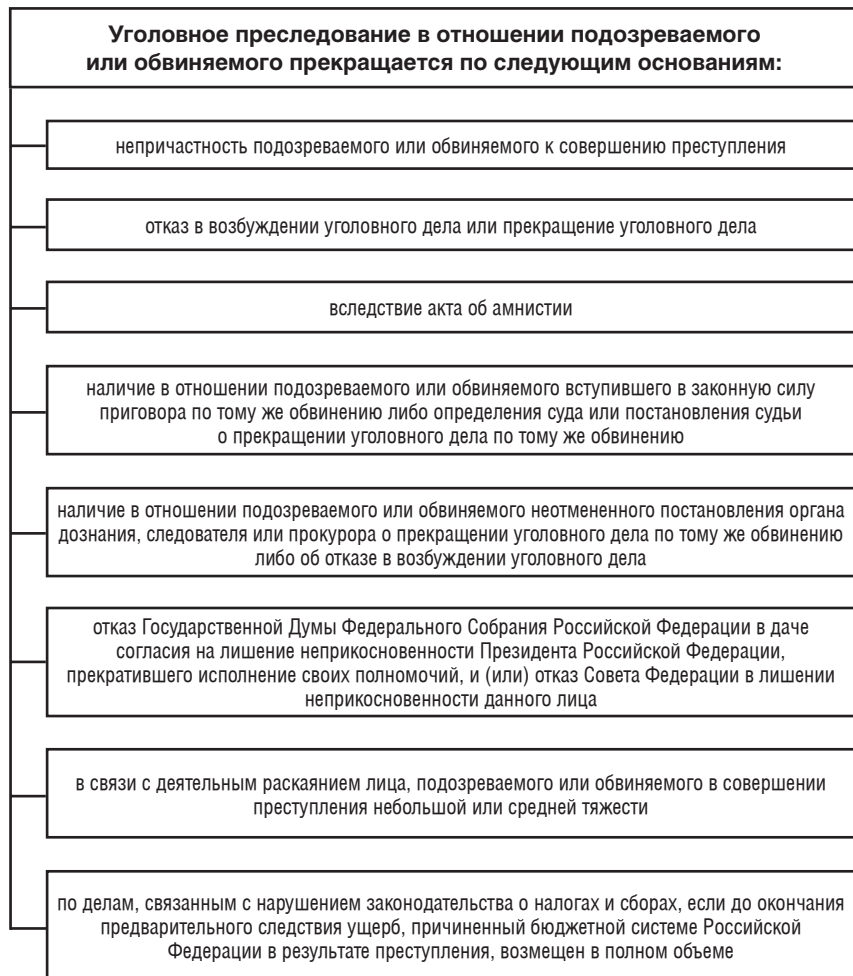 Уголовное преследование в отношении подозреваемого
или обвиняемого прекращается по следующим основаниям:
непричастность подозреваемого или обвиняемого к совершению преступления
отказ в возбуждении уголовного дела или прекращение уголовного дела
вследствие акта об амнистии
наличие в отношении подозреваемого или обвиняемого вступившего в законную силу
приговора по тому же обвинению либо определения суда или постановления судьи
о прекращении уголовного дела по тому же обвинению
наличие в отношении подозреваемого или обвиняемого неотмененного постановления органа
дознания, следователя или прокурора о прекращении уголовного дела по тому же обвинению
либо об отказе в возбуждении уголовного дела
отказ Государственной Думы Федерального Собрания Российской Федерации в даче
согласия на лишение неприкосновенности Президента Российской Федерации,
прекратившего исполнение своих полномочий, и (или) отказ Совета Федерации в лишении
неприкосновенности данного лица
в связи с деятельным раскаянием лица, подозреваемого или обвиняемого в совершении
преступления небольшой или средней тяжести
по делам, связанным с нарушением законодательства о налогах и сборах, если до окончания
предварительного следствия ущерб, причиненный бюджетной системе Российской
Федерации в результате преступления, возмещен в полном объеме